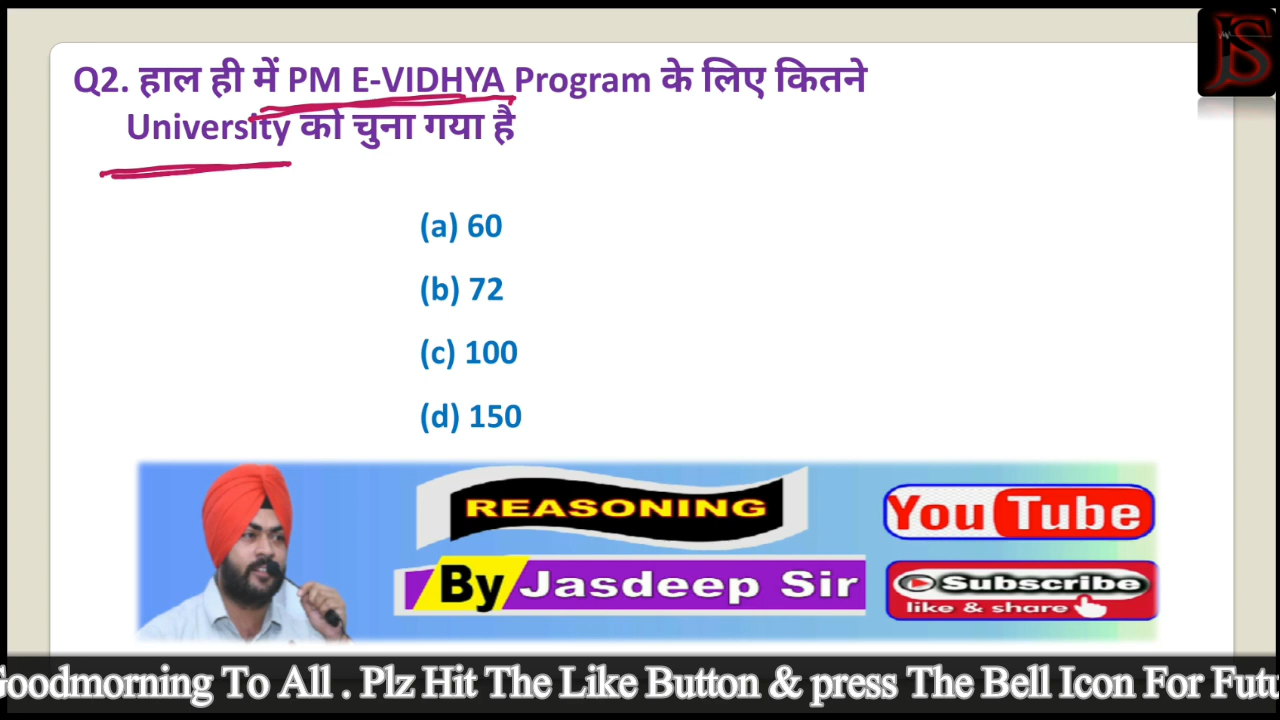 Q2. हाल ही में PM E-VIDHYA Program के लिए कितने
University को चुना गया है
(a) 60
(b) 72
(c) 100
(d) 150
REASONING
By Jasdeep Sir
YouTube
Subscribe
like & share
Goodmorning To All . Plz Hit The Like Button & press The Bell Icon For Futu
JS